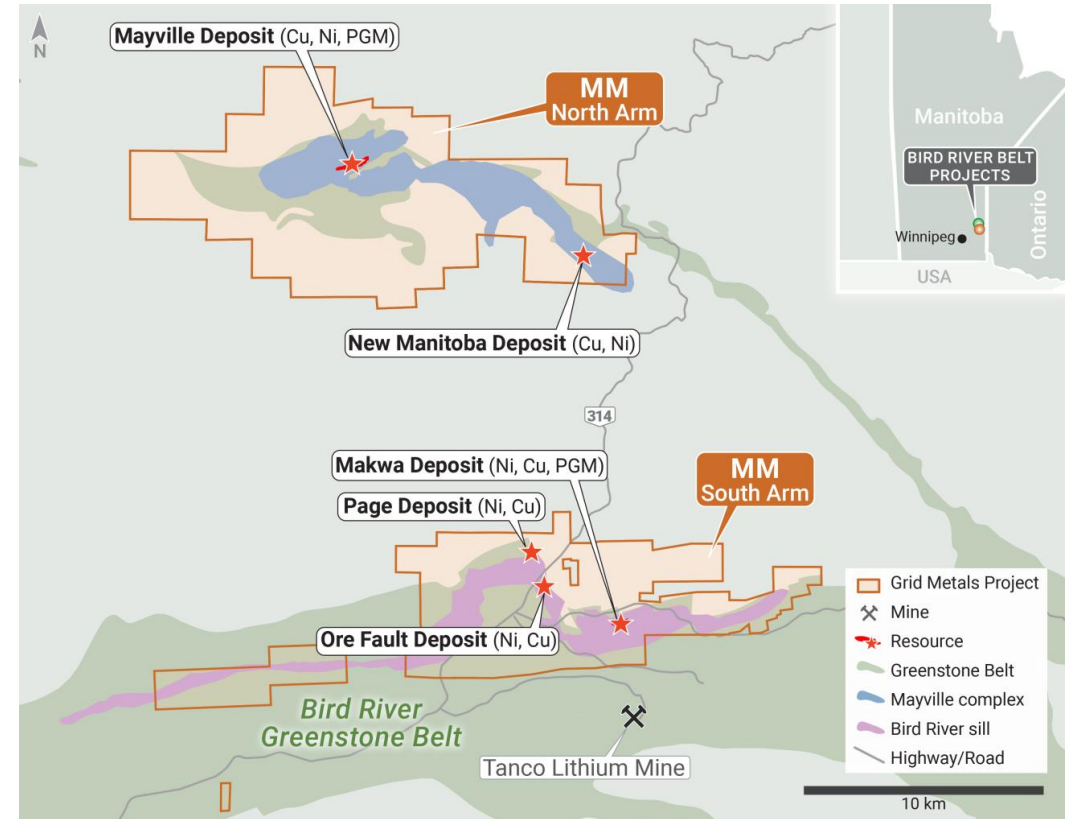 N
Mayville Deposit (Cu, Ni, PGM)
MM
North Arm
Manitoba
BIRD RIVER BELT
PROJECTS
Winnipeg
Ontario
USA
New Manitoba Deposit (Cu, Ni)
314
Makwa Deposit (Ni, Cu, PGM)
MM
South Arm
Page Deposit (Ni, Cu)
Ore Fault Deposit (Ni, Cu)
Bird River
Greenstone Belt
Tanco Lithium Mine
Grid Metals Project
Mine
Resource
Greenstone Belt
Mayville complex
Bird River sill
Highway/Road
10 km